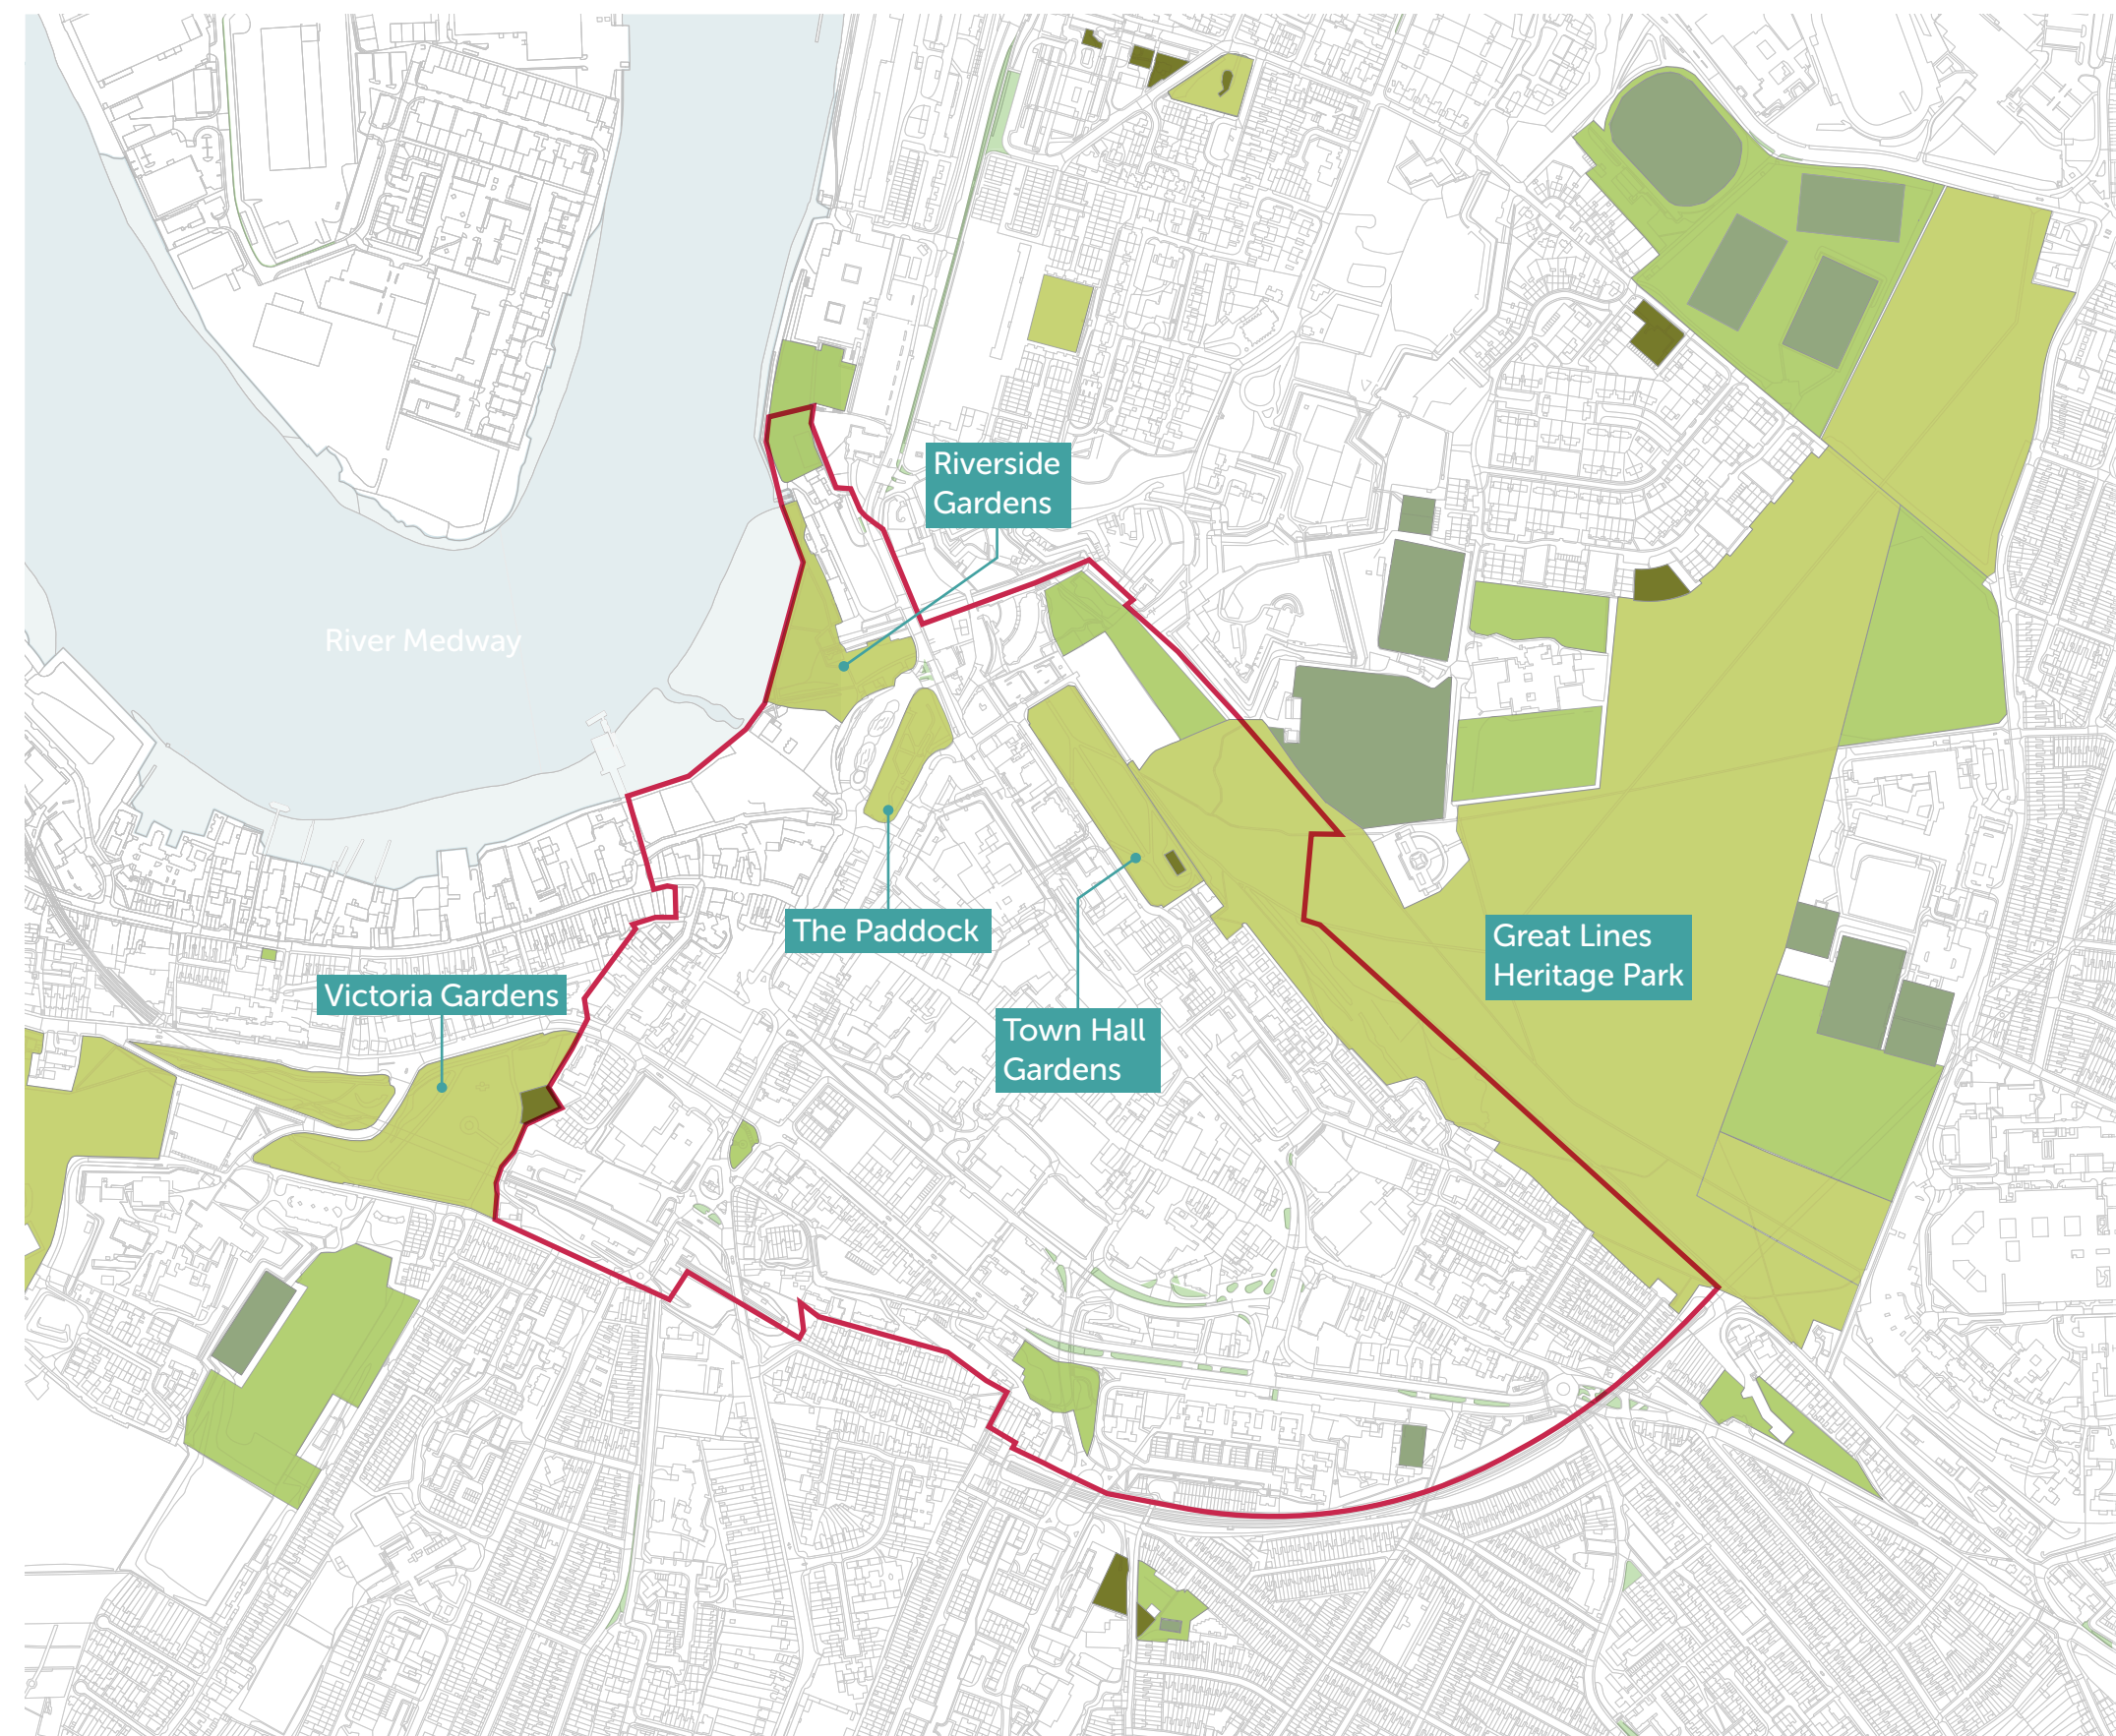 Riverside
Gardens
River Medway
The Paddock
Great Lines
Heritage Park
Victoria Gardens
Town Hall
Gardens